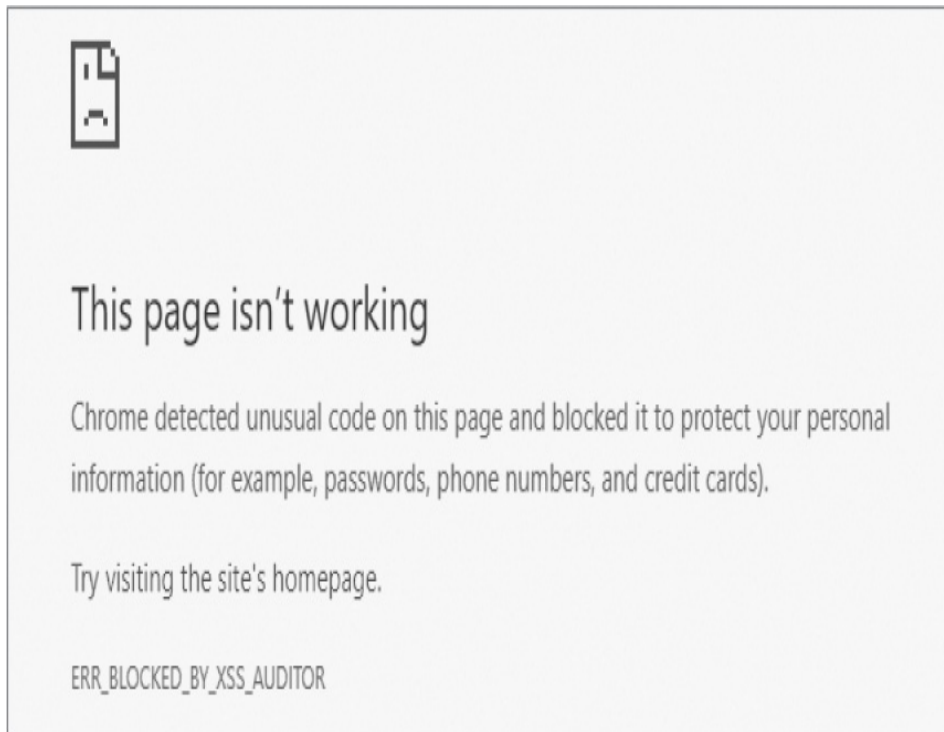 This page isn’t working
Chrome detected unusual code on this page and blocked it to protect your personal
information (for example, passwords, phone numbers, and credit cards).
Try visiting the site's homepage.
ERR_BLOCKED_BY_XSS_AUDITOR